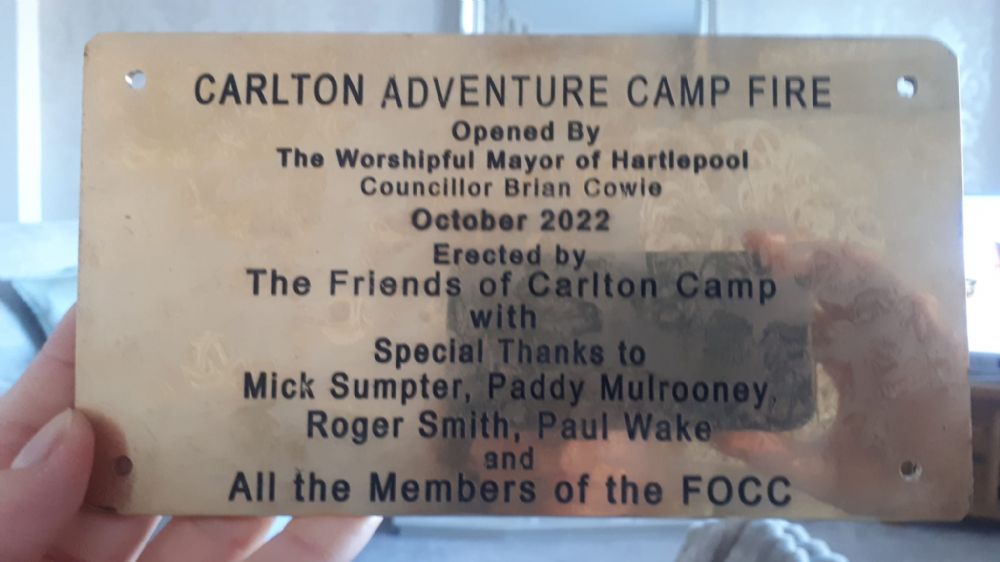 CARLTON ADVENTURE CAMP FIRE
Opened By
The Worshipful Mayor of Hartlepool
Councillor Brian Cowie
October 2022
Erected by
The Friends of Carlton Camp
with
Special Thanks to
Mick Sumpter, Paddy Mulrooney,
Roger Smith, Paul Wake
and
All the Members of the FOCC